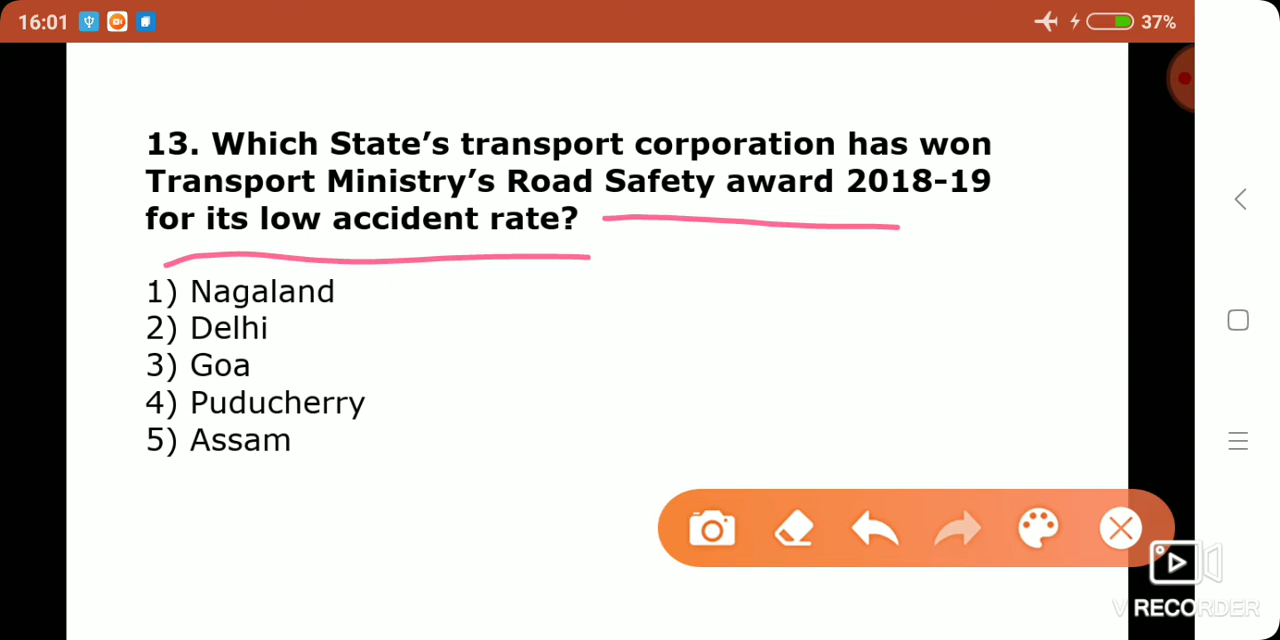 16:01
37%
13. Which State’s transport corporation has won
Transport Ministry’s Road Safety award 2018-19
for its low accident rate?
1) Nagaland
2) Delhi
3) Goa
4) Puducherry
5) Assam
V RECORDER